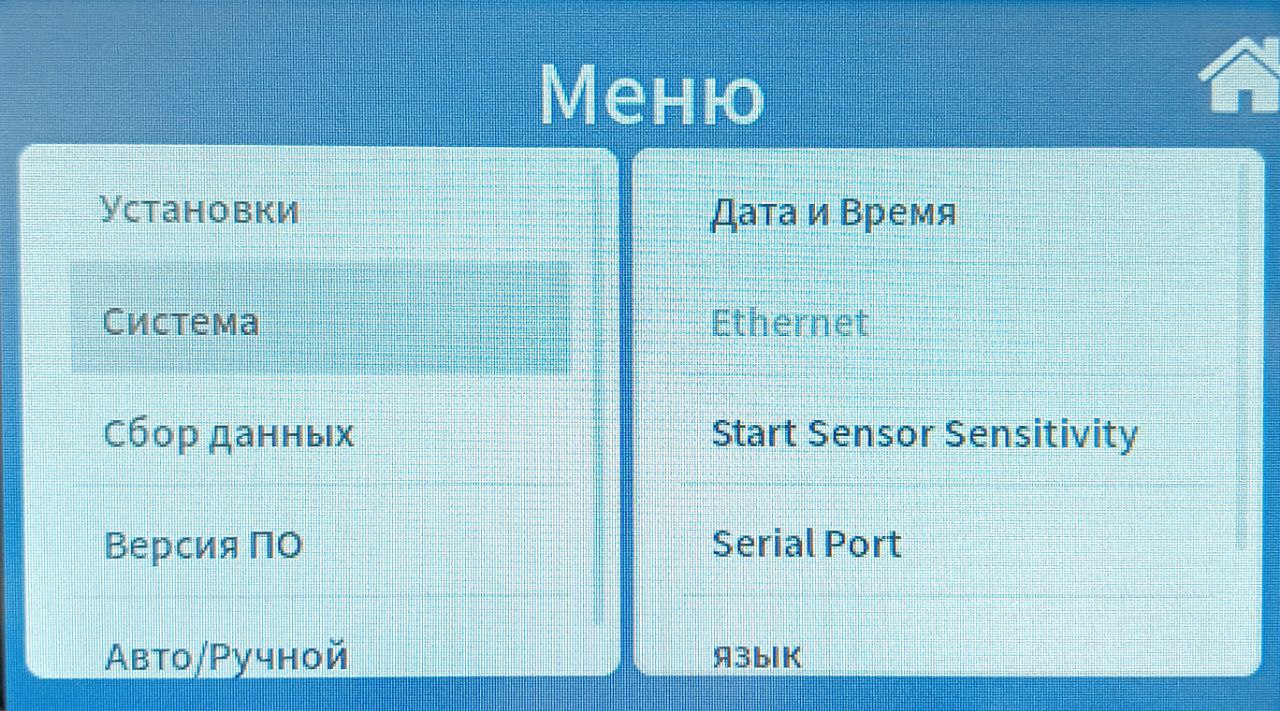 Меню
Установки
Система
Сбор данных
Версия ПО
Авто/Ручной
Дата и Время
Ethernet
Start Sensor Sensitivity
Serial Port
язык